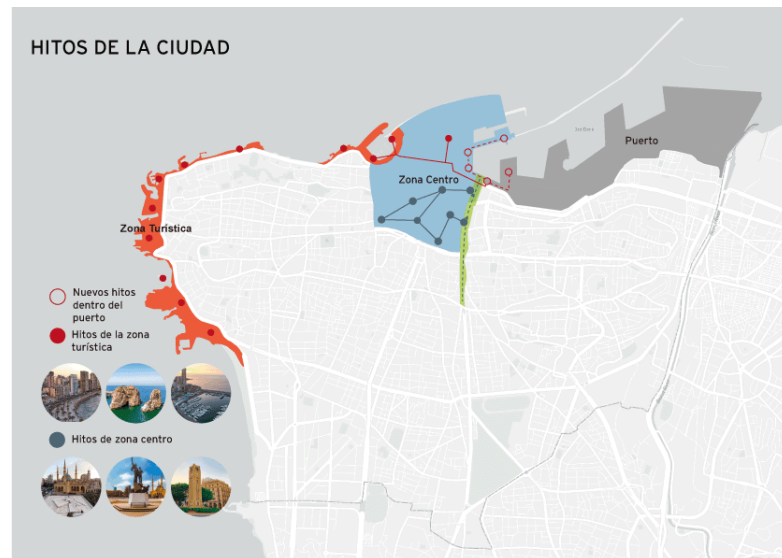 HITOS DE LA CIUDAD
Puerto
Zona Centro
Zona Turística
Nuevos hitos
dentro del
puerto
Hitos de la zona
turística
Hitos de zona centro